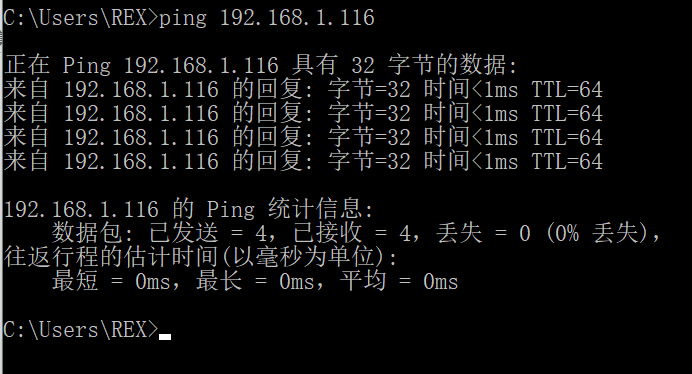 C:\Users\REX>ping 192.168.1.116
正在 Ping 192.168.1.116 具有 32 字节的数据:
来自 192.168.1.116 的回复: 字节=32 时间<1ms TTL=64
来自 192.168.1.116 的回复: 字节=32 时间<1ms TTL=64
来自 192.168.1.116 的回复: 字节=32 时间<1ms TTL=64
来自 192.168.1.116 的回复: 字节=32 时间<1ms TTL=64
192.168.1.116 的 Ping 统计信息:
数据包: 已发送 = 4，已接收 = 4，丢失 = 0 (0% 丢失)，
往返行程的估计时间(以毫秒为单位):
最短 = 0ms，最长 = 0ms，平均 = 0ms
C:\Users\REX>